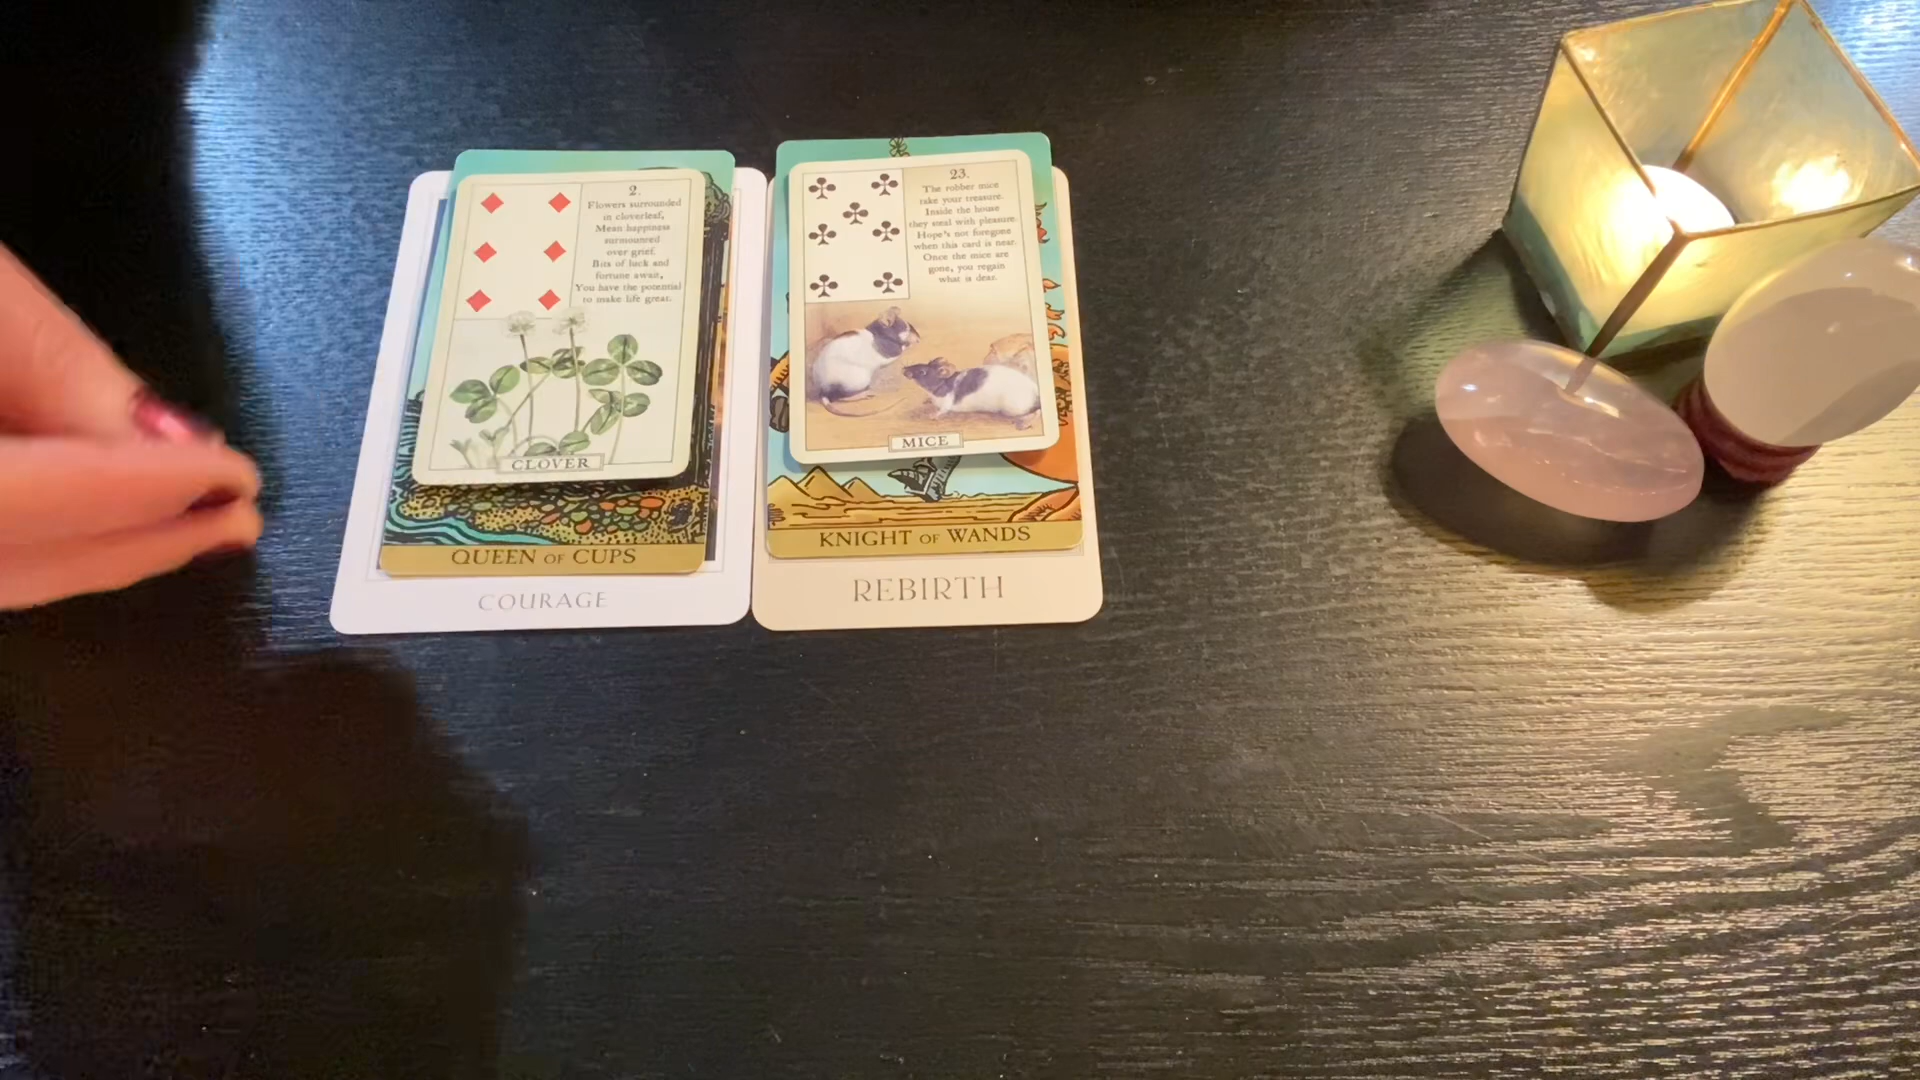 2.
Flowers surrounded
in cloverleaf,
Mean happiness
surmounted
over grief.
Bits of luck and
fortune await,
You have the potential
to make life great.
CLOVER
QUEEN OF CUPS
COURAGE
23.
The robber mice
take your treasure.
Inside the house
they steal with pleasure.
Hope's not foregone
when this card is near.
Once the mice are
gone, you regain
what is dear.
MICE
KNIGHT OF WANDS
REBIRTH